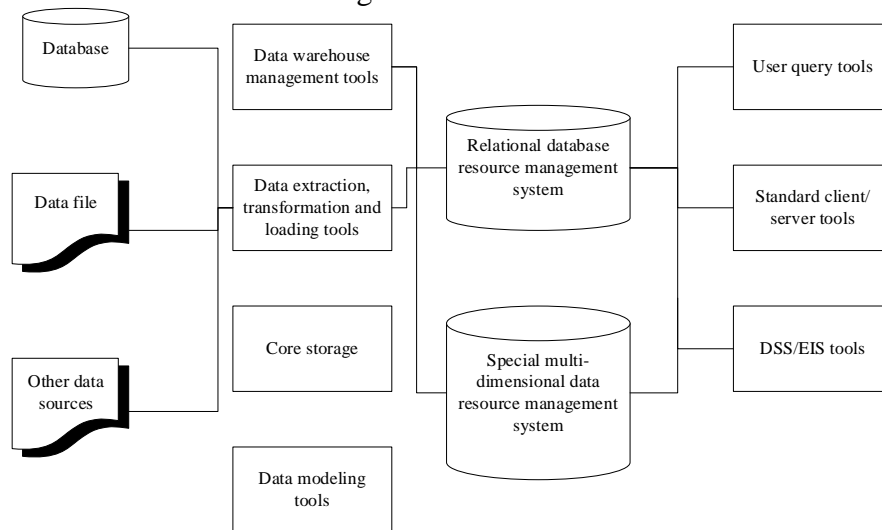 Database
Data file
Other data
sources
Data warehouse
management tools
Data extraction,
transformation and
loading tools
Core storage
Data modeling
tools
Relational database
resource management
system
Special multi-
dimensional data
resource management
system
User query tools
Standard client/
server tools
DSS/EIS tools